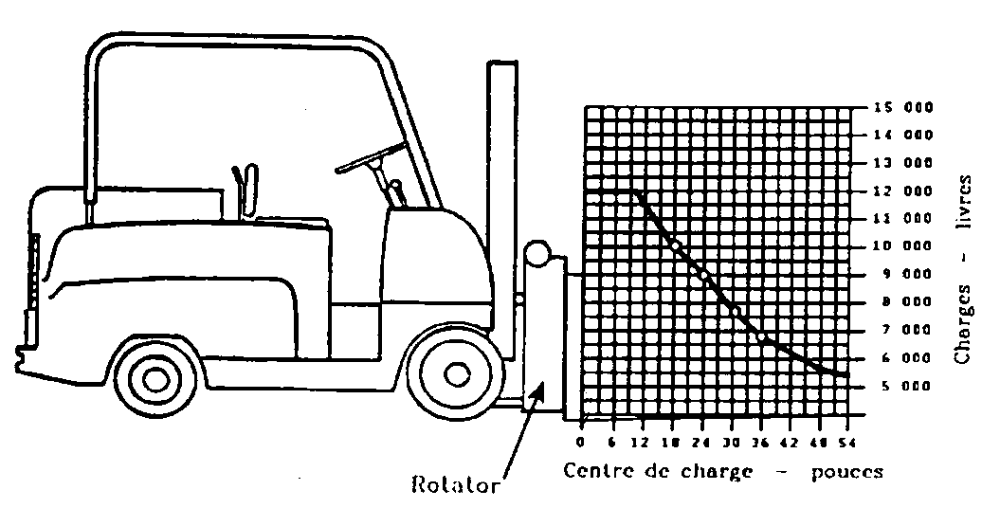 15 000
14 000
13 000
12 000
11 000
10 000
9 000
8 000
7 000
6 000
5 000
Charges - livres
0 6 12 18 24 30 36 42 48 54
Centre de charge - pouces
Rotator